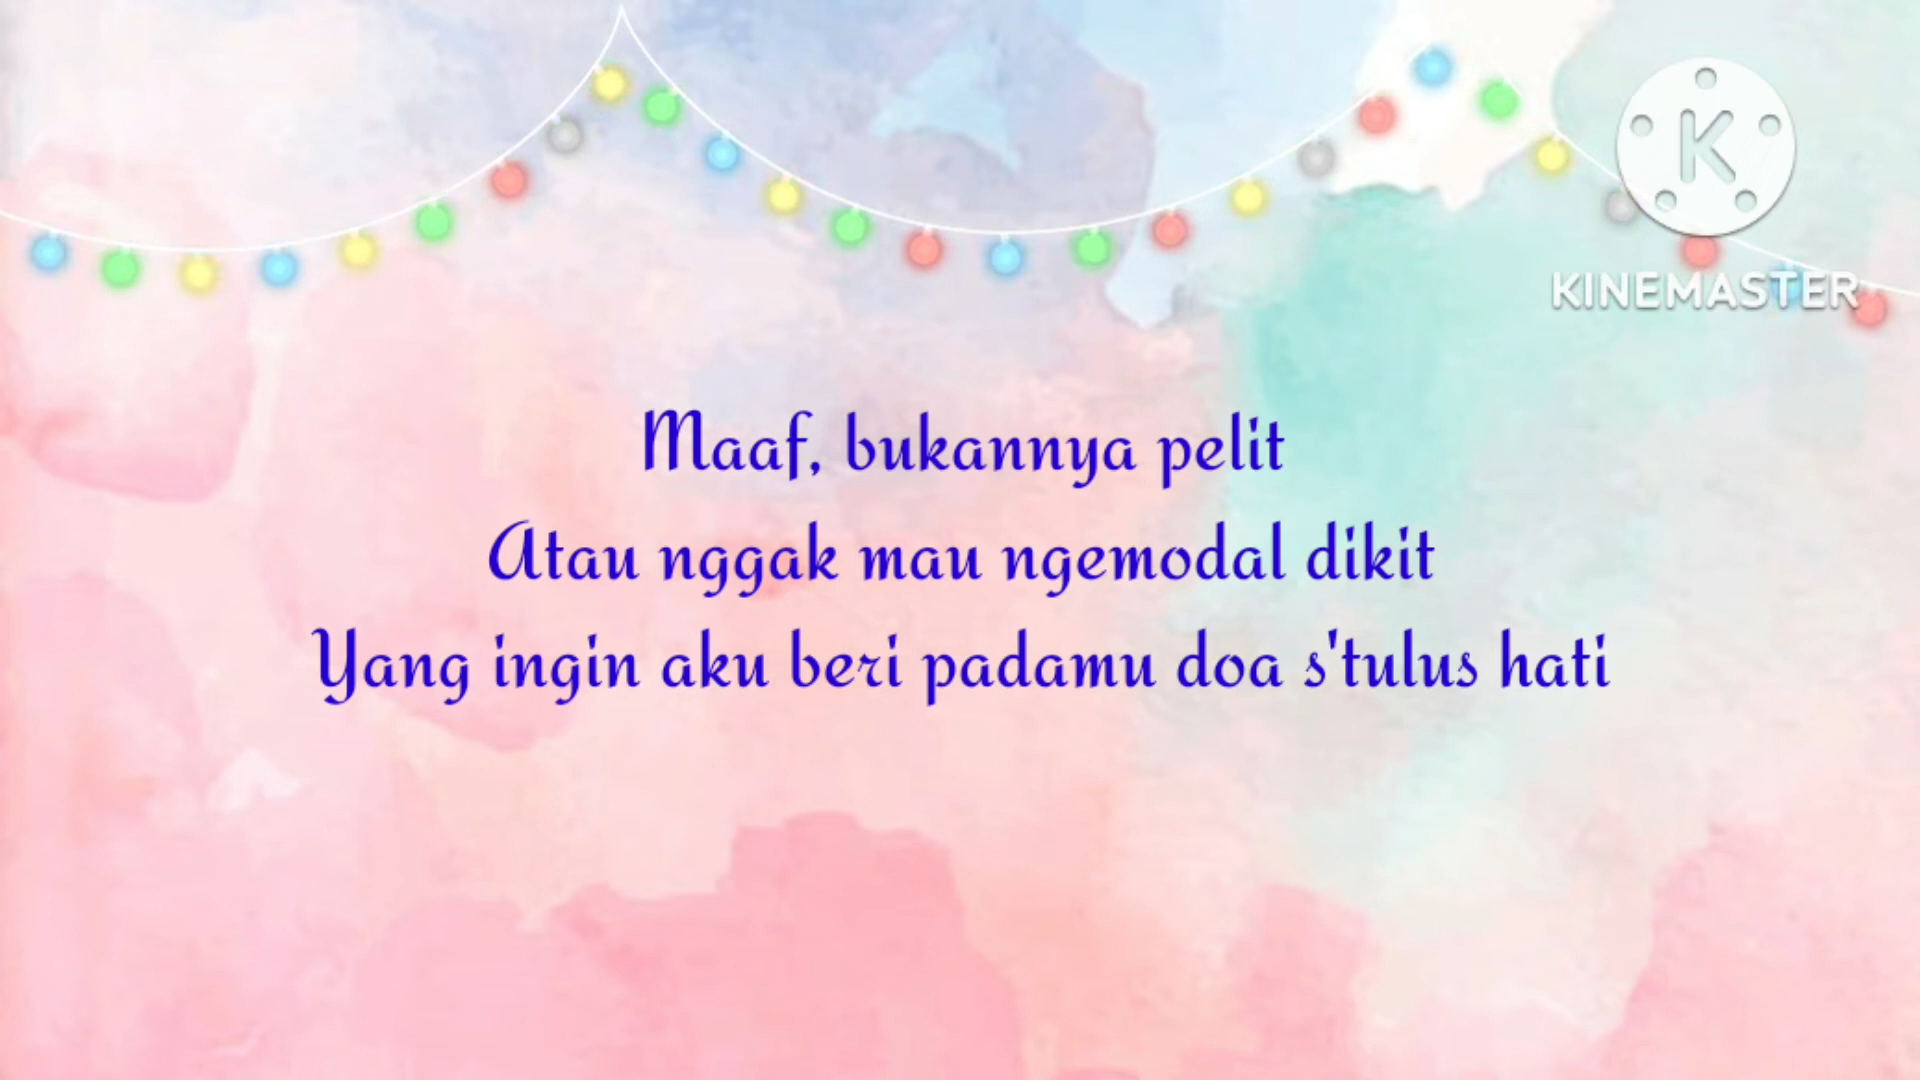 K
KINEMASTER
Maaf, bukannya pelit
Atau nggak mau ngemodal dikit
Yang ingin aku beri padamu doa s'tulus hati